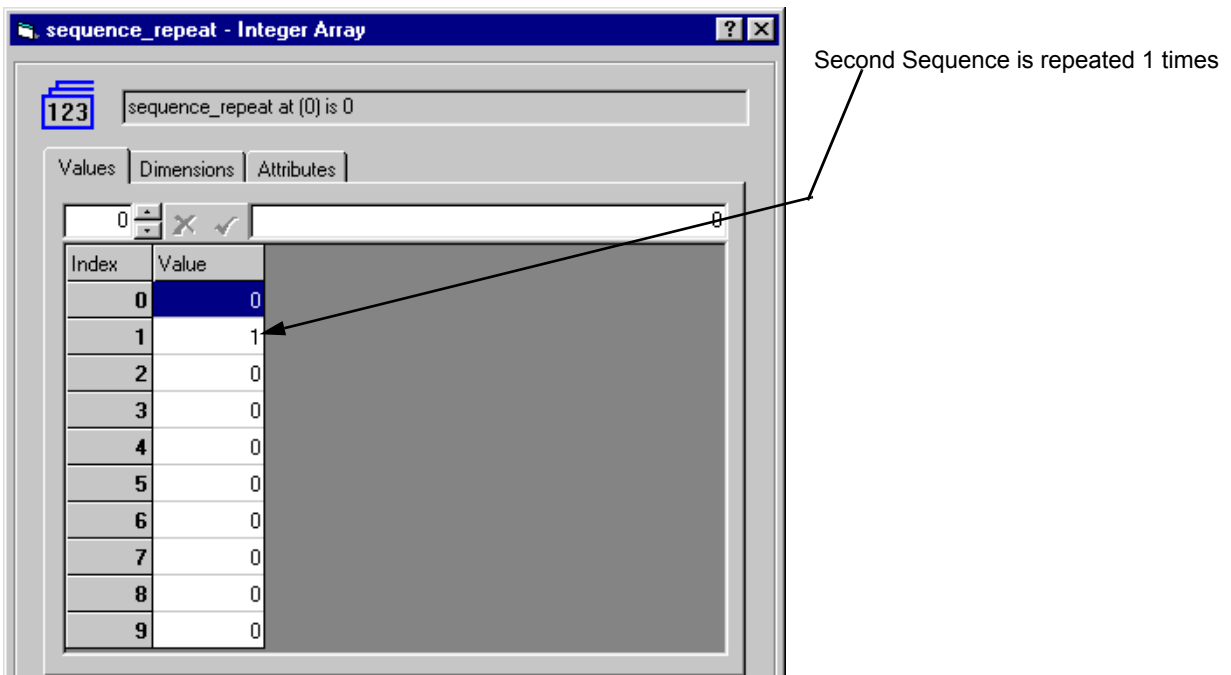 sequence_repeat - Integer Array ? ×
Second Sequence is repeated 1 times
123 sequence_repeat at (0) is 0
Values Dimensions Attributes
0 0
Index Value
0 0
1 1
2 0
3 0
4 0
5 0
6 0
7 0
8 0
9 0